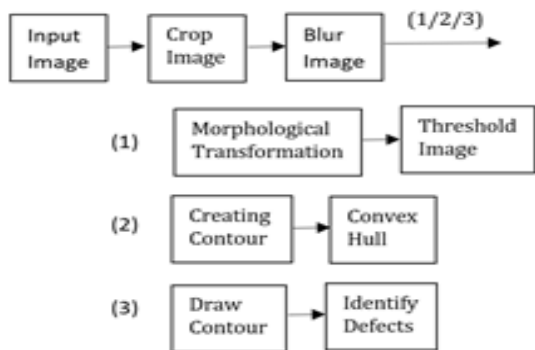 Input Image
Crop Image
Blur Image
(1/2/3)
(1)
Morphological Transformation
Threshold Image
(2)
Creating Contour
Convex Hull
(3)
Draw Contour
Identify Defects